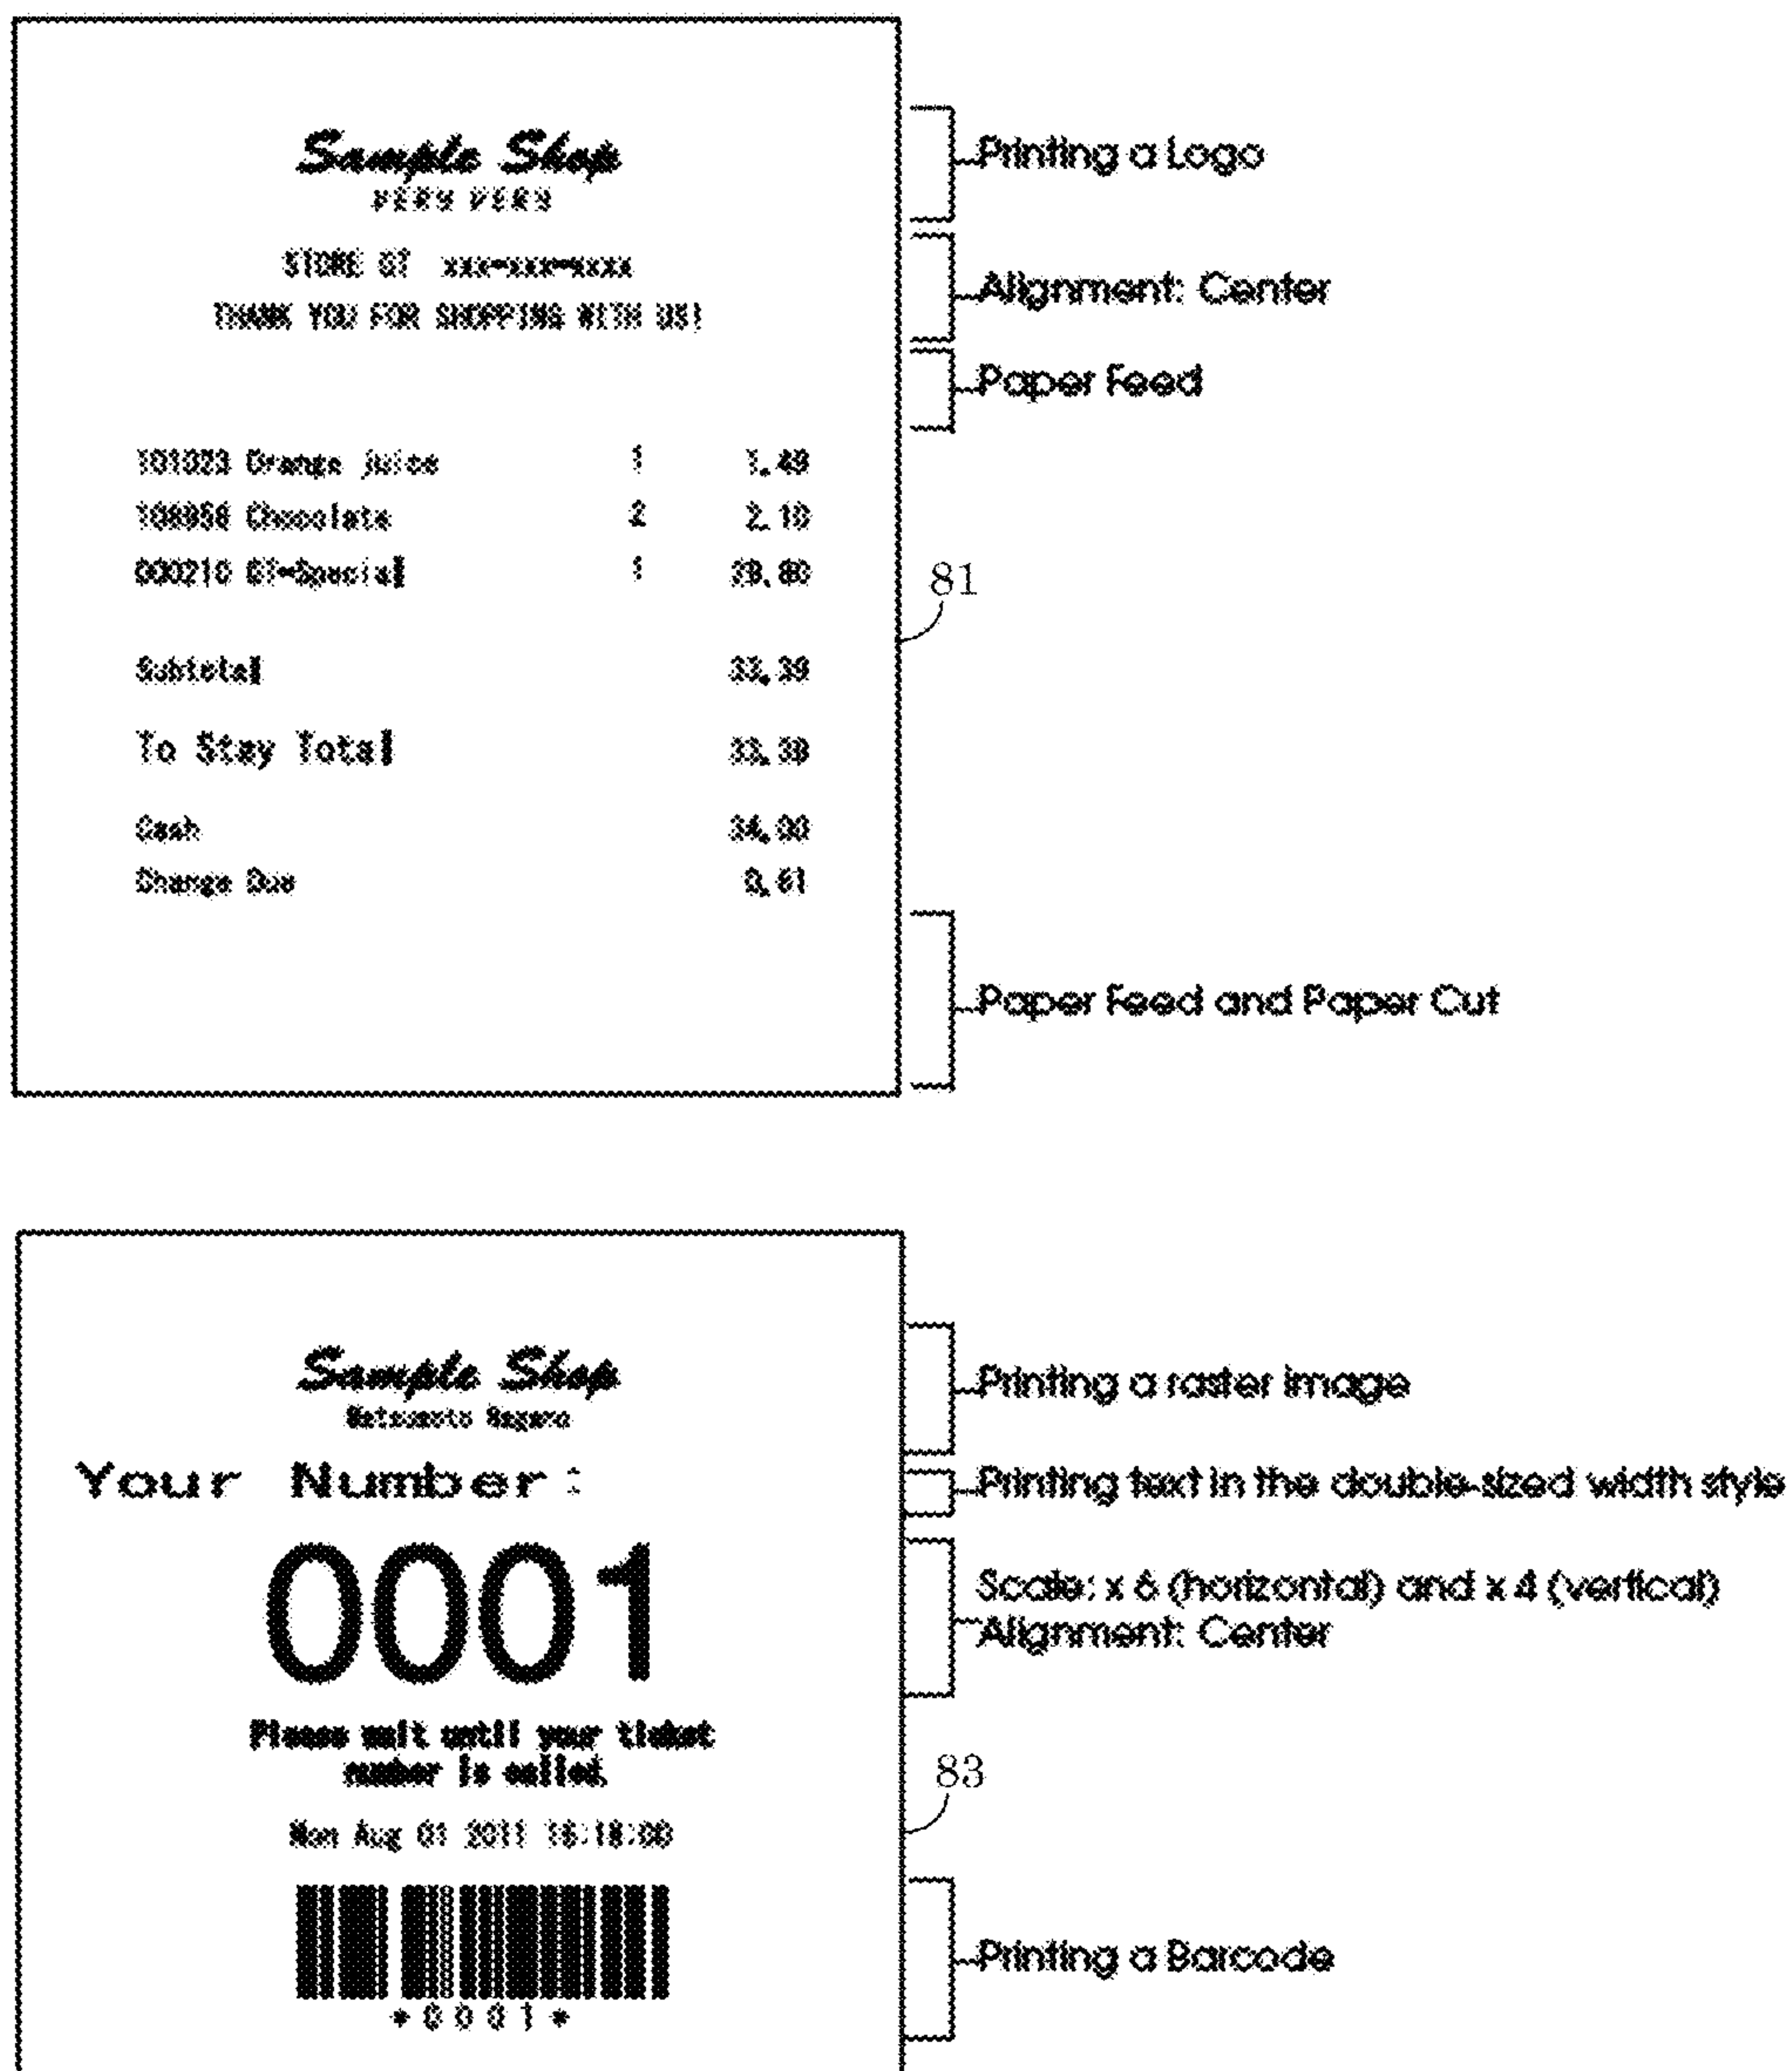 Sample Shop
VERY VERY
STORE GT xxx-xxx-xxxx
THANK YOU FOR SHOPPING WITH US!
101023 Orange juice 1 1.49
Chocolate 2 2.10
000210 GT-Special 1 29.80
Subtotal 33.39
To Stay Total 33.39
Cash 34.00
Change Due 0.61
Printing a Logo
Alignment: Center
Paper Feed
81
Paper Feed and Paper Cut
Sample Shop
Your Number:
0001
Please wait until your ticket
number is called.
Mon Aug 01 2011 16:18:00
*0001*
Printing a raster image
Printing text in the double-sized width style
Scale: x 6 (horizontal) and x 4 (vertical)
Alignment: Center
83
Printing a Barcode